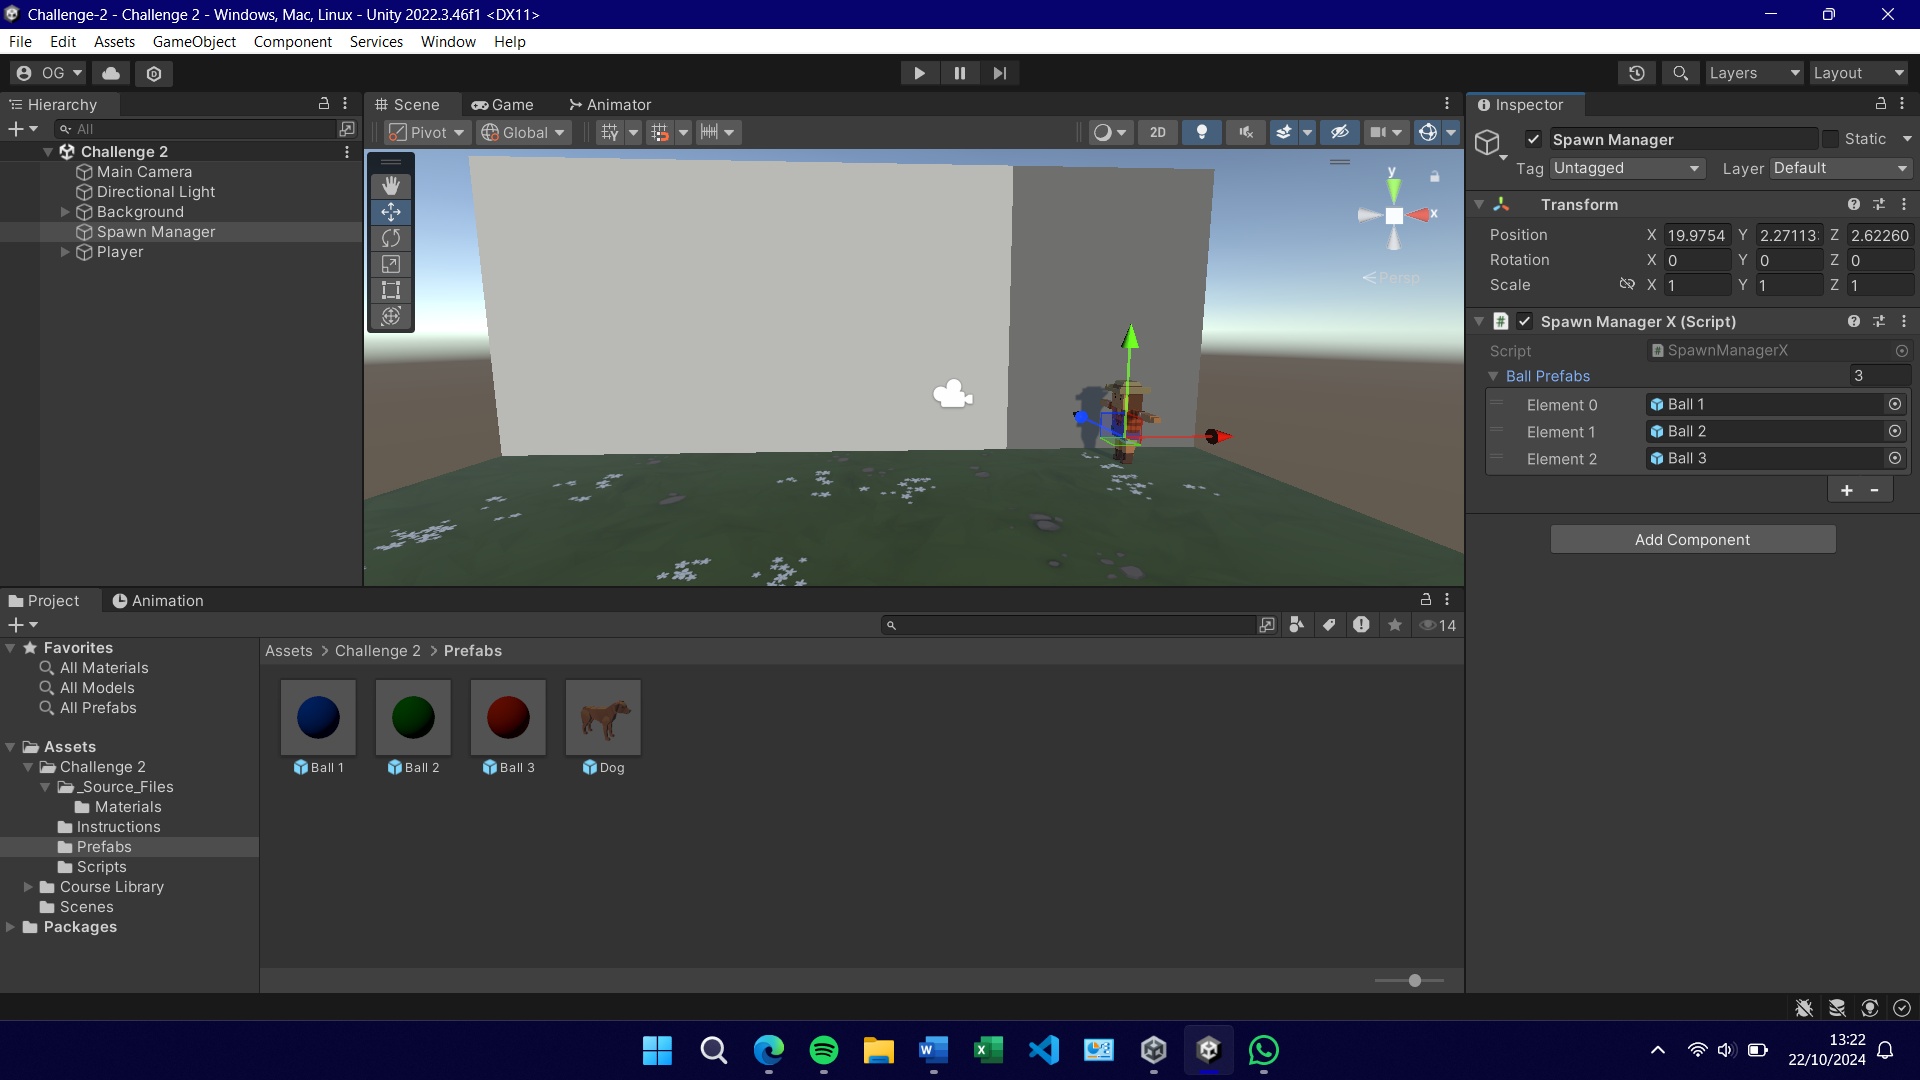 Challenge-2 - Challenge 2 - Windows, Mac, Linux - Unity 2022.3.46f1 <DX11>
File Edit Assets GameObject Component Services Window Help
OG
Layers
Layout
Hierarchy
All
Challenge 2
Main Camera
Directional Light
Background
Spawn Manager
Player
Scene
Game
Animator
Pivot
Global
2D
y
x
Persp
Inspector
Spawn Manager
Static
Tag Untagged Layer Default
Transform
Position X 19.9754 Y 2.27113 Z 2.62260
Rotation X 0 Y 0 Z 0
Scale X 1 Y 1 Z 1
Spawn Manager X (Script)
Script SpawnManagerX
Ball Prefabs 3
Element 0 Ball 1
Element 1 Ball 2
Element 2 Ball 3
+ -
Add Component
Project
Animation
14
Favorites
All Materials
All Models
All Prefabs
Assets
Challenge 2
_Source_Files
Materials
Instructions
Prefabs
Scripts
Course Library
Scenes
Packages
Assets > Challenge 2 > Prefabs
Ball 1
Ball 2
Ball 3
Dog
13:22
22/10/2024